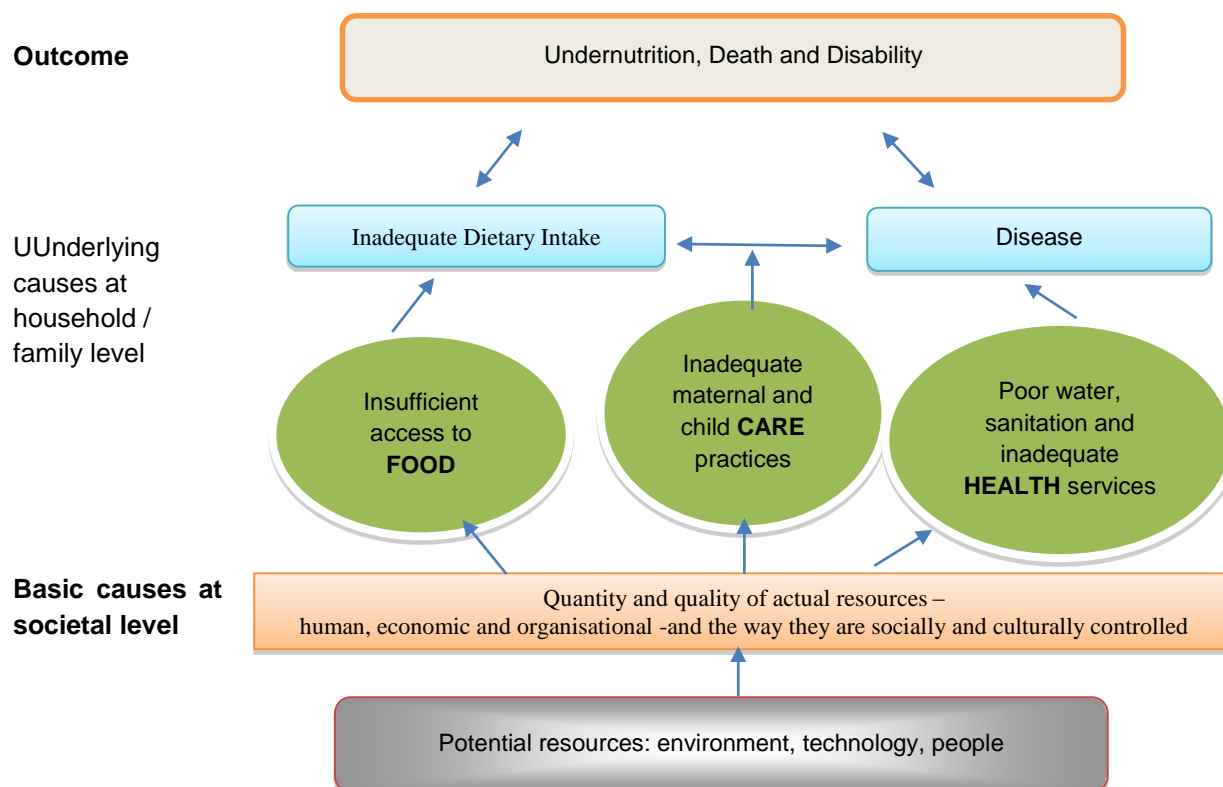 Outcome
Undernutrition, Death and Disability
UUnderlying
causes at
household /
family level
Inadequate Dietary Intake
Disease
Insufficient
access to
FOOD
Inadequate
maternal and
child CARE
practices
Poor water,
sanitation and
inadequate
HEALTH services
Basic causes at
societal level
Quantity and quality of actual resources –
human, economic and organisational -and the way they are socially and culturally controlled
Potential resources: environment, technology, people